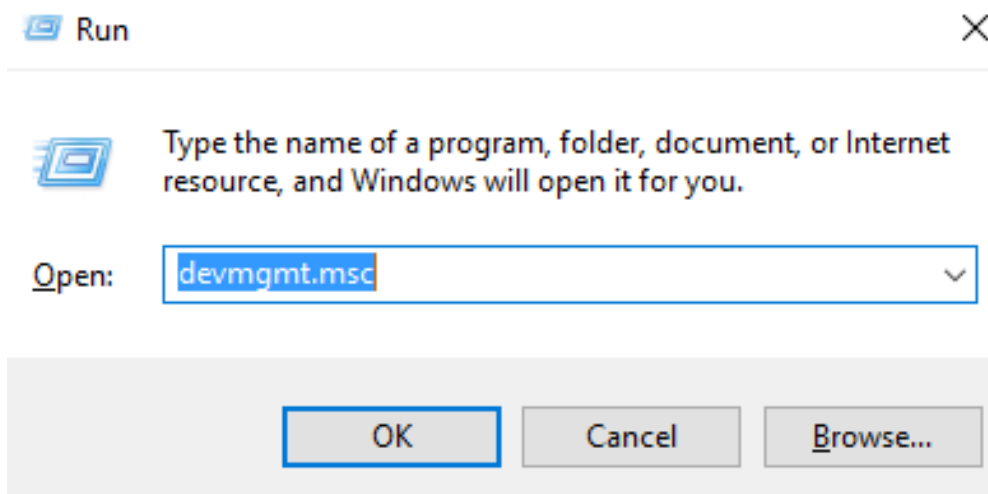 Run
Type the name of a program, folder, document, or Internet
resource, and Windows will open it for you.
Open: devmgmt.msc
OK Cancel Browse...